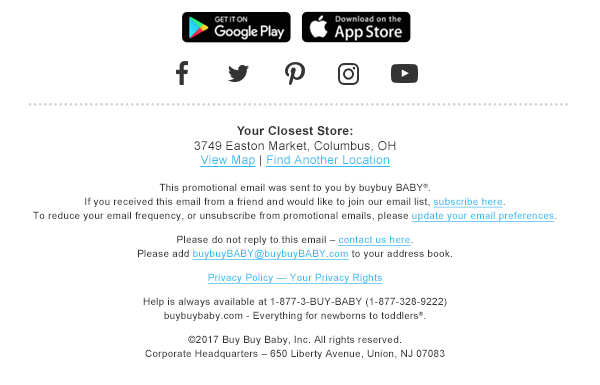 GET IT ON
Google Play
Download on the
App Store
Your Closest Store:
3749 Easton Market, Columbus, OH
View Map | Find Another Location
This promotional email was sent to you by buybuy BABY®.
If you received this email from a friend and would like to join our email list, subscribe here.
To reduce your email frequency, or unsubscribe from promotional emails, please update your email preferences.
Please do not reply to this email – contact us here.
Please add buybuyBABY@buybuyBABY.com to your address book.
Privacy Policy — Your Privacy Rights
Help is always available at 1-877-3-BUY-BABY (1-877-328-9222)
buybuybaby.com - Everything for newborns to toddlers®.
©2017 Buy Buy Baby, Inc. All rights reserved.
Corporate Headquarters – 650 Liberty Avenue, Union, NJ 07083